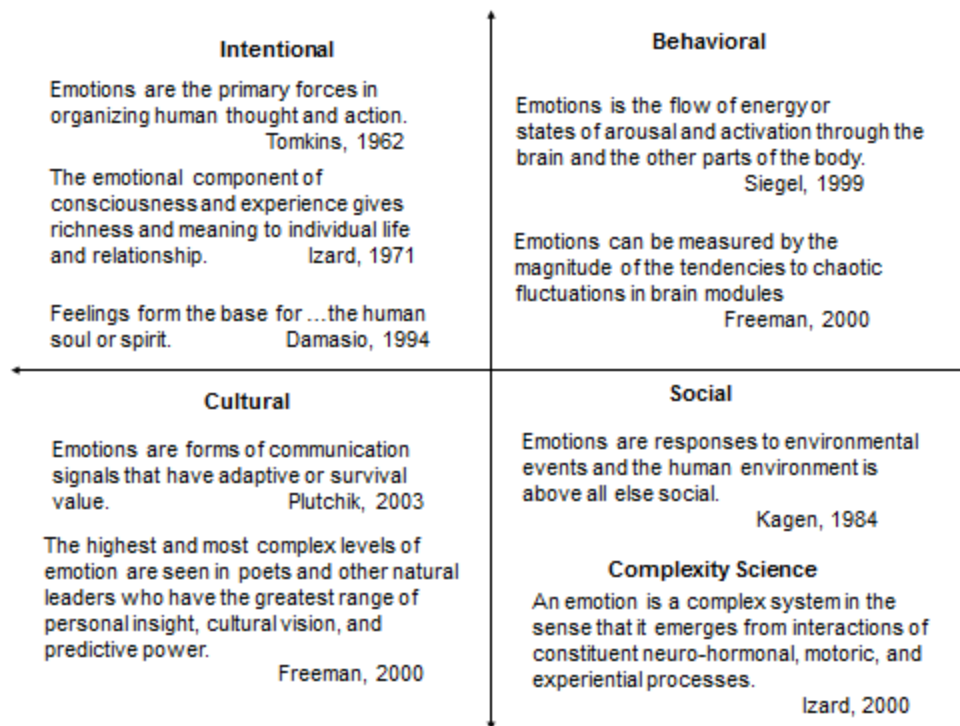 Intentional
Emotions are the primary forces in
organizing human thought and action.
Tomkins, 1962
The emotional component of
consciousness and experience gives
richness and meaning to individual life
and relationship. Izard, 1971
Feelings form the base for ...the human
soul or spirit. Damasio, 1994
Behavioral
Emotions is the flow of energy or
states of arousal and activation through the
brain and the other parts of the body.
Siegel, 1999
Emotions can be measured by the
magnitude of the tendencies to chaotic
fluctuations in brain modules
Freeman, 2000
Cultural
Emotions are forms of communication
signals that have adaptive or survival
value. Plutchik, 2003
The highest and most complex levels of
emotion are seen in poets and other natural
leaders who have the greatest range of
personal insight, cultural vision, and
predictive power.
Freeman, 2000
Social
Emotions are responses to environmental
events and the human environment is
above all else social.
Kagen, 1984
Complexity Science
An emotion is a complex system in the
sense that it emerges from interactions of
constituent neuro-hormonal, motoric, and
experiential processes.
Izard, 2000